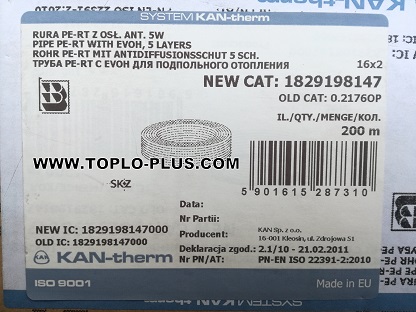 SYSTEM KAN-therm
RURA PE-RT Z OSŁ. ANT. 5W
PIPE PE-RT WITH EVOH, 5 LAYERS
ROHR PE-RT MIT ANTIDIFFUSIONSSCHUT 5 SCH.
ТРУБА PE-RT С EVOH ДЛЯ ПОДПОЛЬНОГО ОТОПЛЕНИЯ
16x2
NEW CAT: 1829198147
OLD CAT: 0.2176OP
IL./QTY./MENGE/КОЛ.
200 m
B
WWW.TOPLO-PLUS.COM
SKZ
5901615287310
Data:
Nr Partii:
NEW IC: 1829198147000
OLD IC: 1829198147000
Producent:
KAN Sp. z o.o.
16-001 Kleosin, ul. Zdrojowa 51
KAN-therm
Deklaracja zgod.: 2.1/10 - 21.02.2011
Nr PN/AT:
PN-EN ISO 22391-2:2010
ISO 9001
Made in EU
SYSTEM KAN-therm